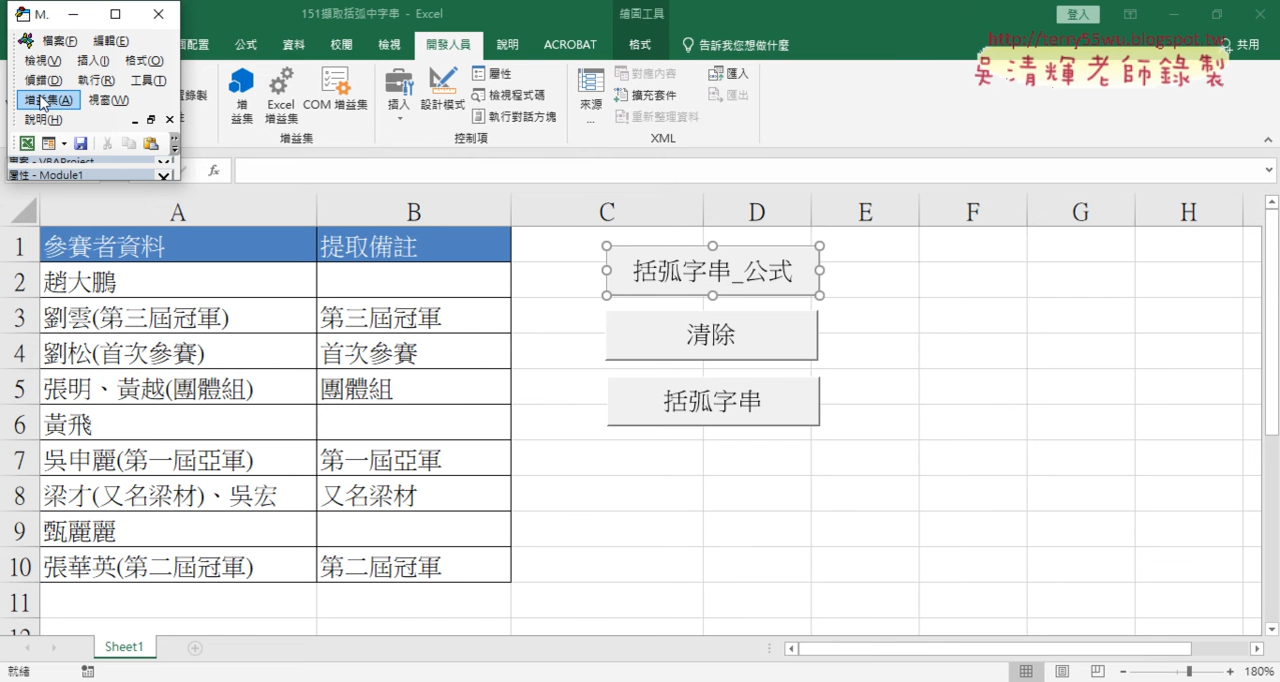 M.
檔案(F) 編輯(E)
檢視(V) 插入(I) 格式(O)
偵錯(D) 執行(R) 工具(T)
增益集(A) 視窗(W)
說明(H)
專案 - VBAProject
屬性 - Module1
151擷取括弧中字串 - Excel
繪圖工具
登入
面配置 公式 資料 校閱 檢視 開發人員 說明 ACROBAT 格式 告訴我您想做什麼 共用
http://terry55wu.blogspot.tw
吳清輝老師錄製
增益集
Excel 增益集
COM 增益集
增益集
插入
設計模式
屬性
檢視程式碼
執行對話方塊
控制項
來源...
對應內容
擴充套件
重新整理資料
匯入
匯出
XML
fx
A B C D E F G H
1 參賽者資料 提取備註
2 趙大鵬
3 劉雲(第三屆冠軍) 第三屆冠軍
4 劉松(首次參賽) 首次參賽
5 張明、黃越(團體組) 團體組
6 黃飛
7 吳申麗(第一屆亞軍) 第一屆亞軍
8 梁才(又名梁材)、吳宏 又名梁材
9 甄麗麗
10 張華英(第二屆冠軍) 第二屆冠軍
11
12
括弧字串_公式
清除
括弧字串
Sheet1
就緒
180%